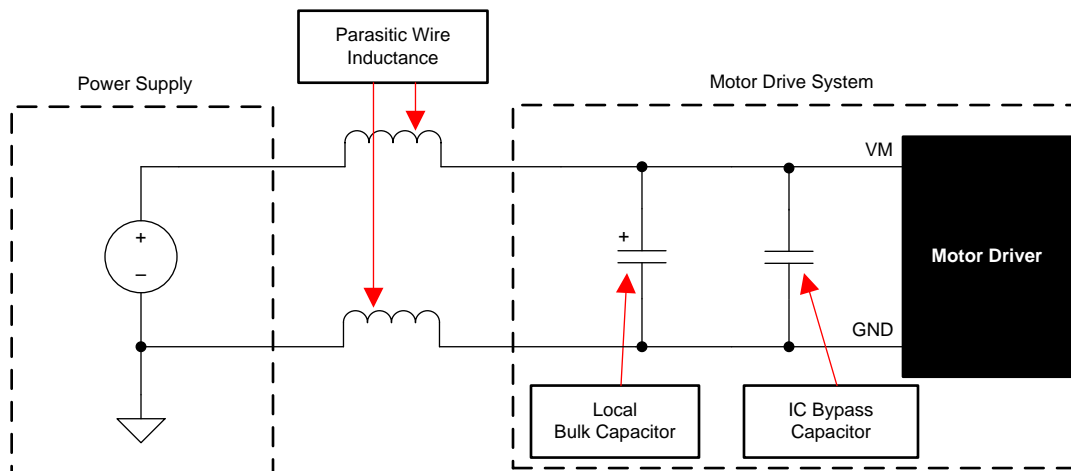 Parasitic Wire
Inductance
Power Supply
Motor Drive System
VM
+
−
+
Motor Driver
GND
Local
Bulk Capacitor
IC Bypass
Capacitor